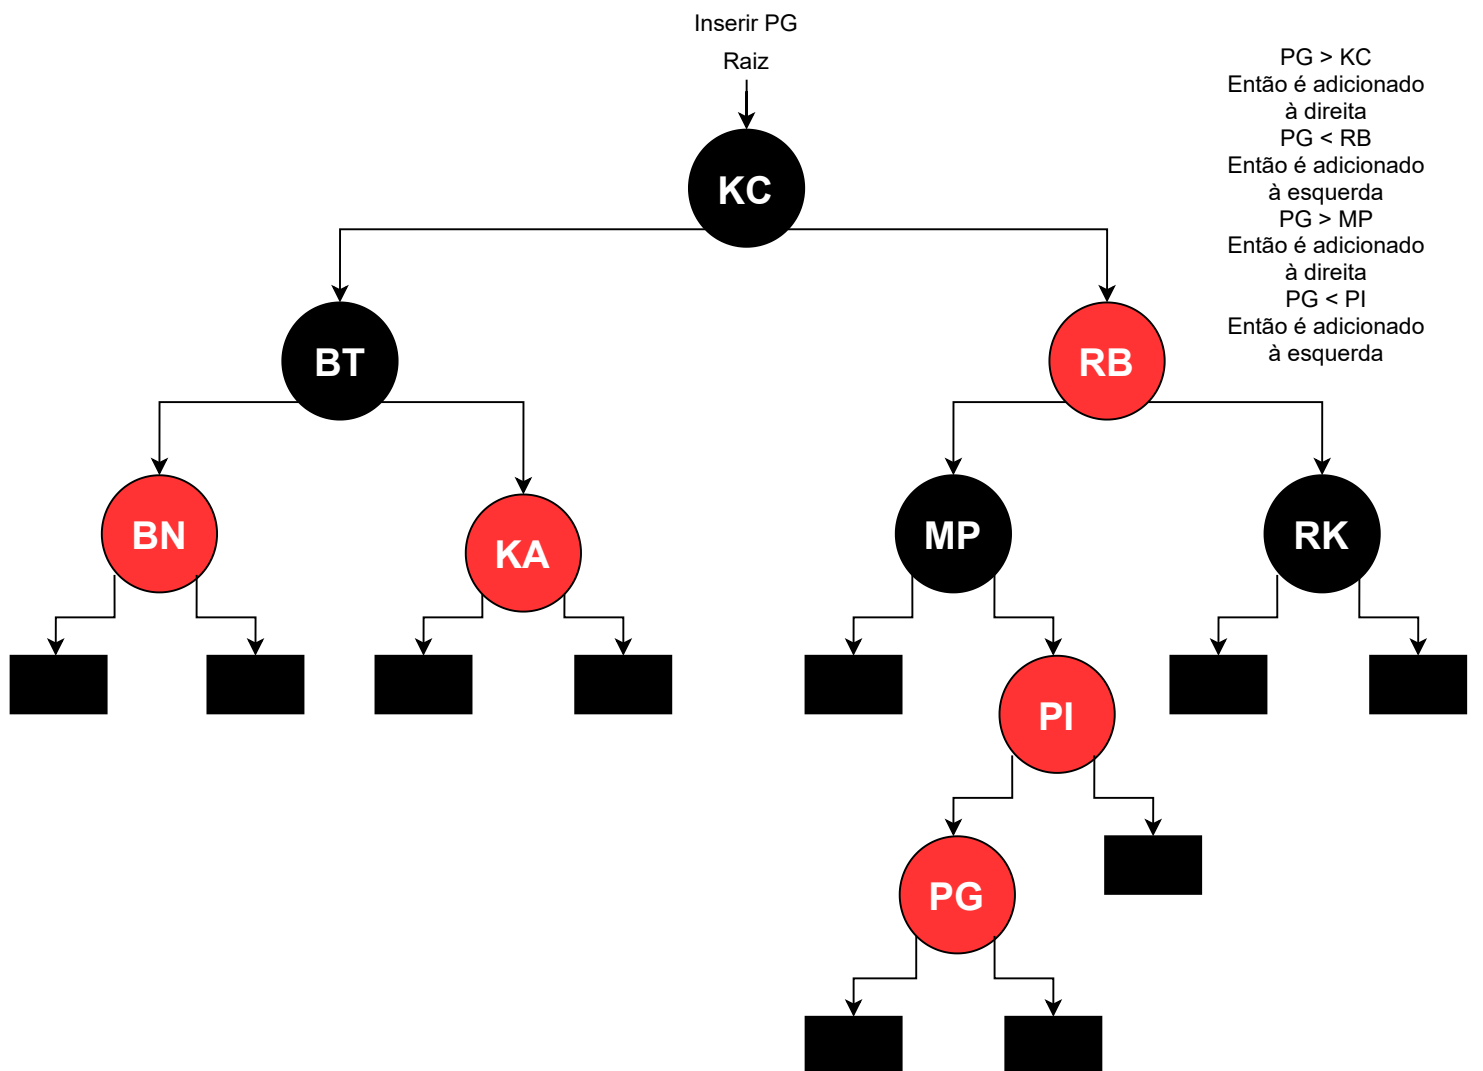 Inserir PG
Raiz
PG > KC
Então é adicionado
à direita
PG < RB
Então é adicionado
à esquerda
PG > MP
Então é adicionado
à direita
PG < PI
Então é adicionado
à esquerda
KC
BT
RB
BN
KA
MP
RK
PI
PG